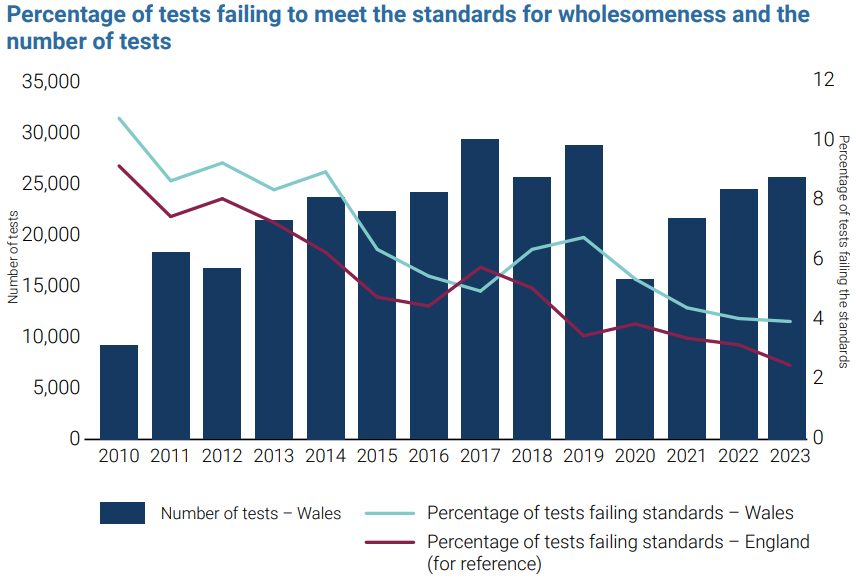 Percentage of tests failing to meet the standards for wholesomeness and the
number of tests
35,000
30,000
25,000
20,000
15,000
10,000
5,000
0
Number of tests
12
10
8
6
4
2
0
Percentage of tests failing the standards
2010 2011 2012 2013 2014 2015 2016 2017 2018 2019 2020 2021 2022 2023
Number of tests – Wales
Percentage of tests failing standards – Wales
Percentage of tests failing standards – England
(for reference)